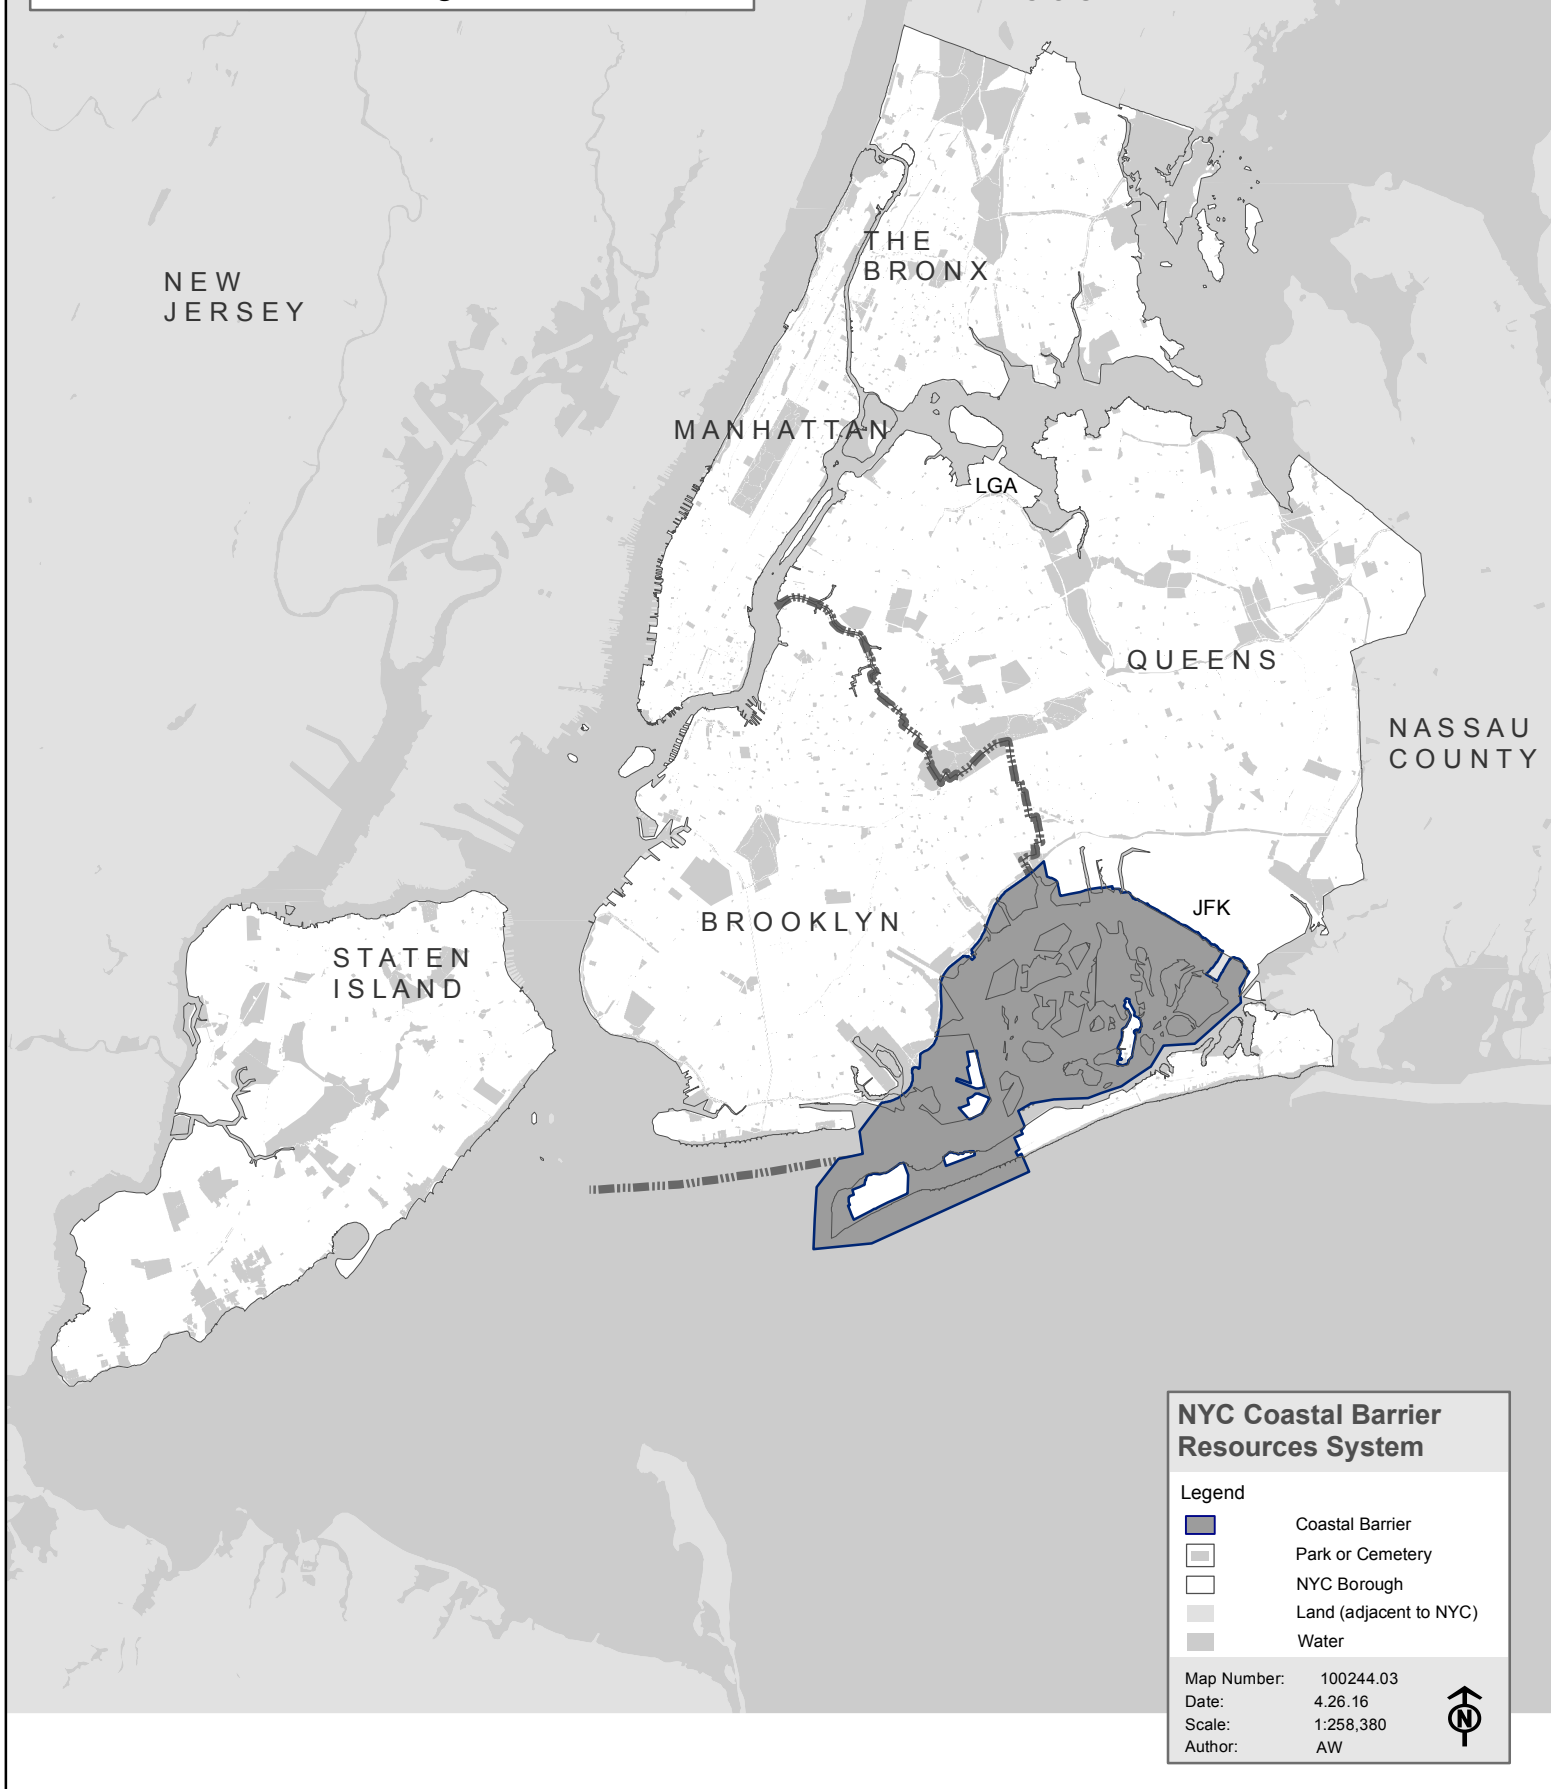 THE
BRONX
NEW
JERSEY
MANHATTAN
LGA
QUEENS
NASSAU
COUNTY
JFK
BROOKLYN
STATEN
ISLAND
NYC Coastal Barrier
Resources System
Legend
Coastal Barrier
Park or Cemetery
NYC Borough
Land (adjacent to NYC)
Water
Map Number: 100244.03
Date: 4.26.16
Scale: 1:258,380
Author: AW
N